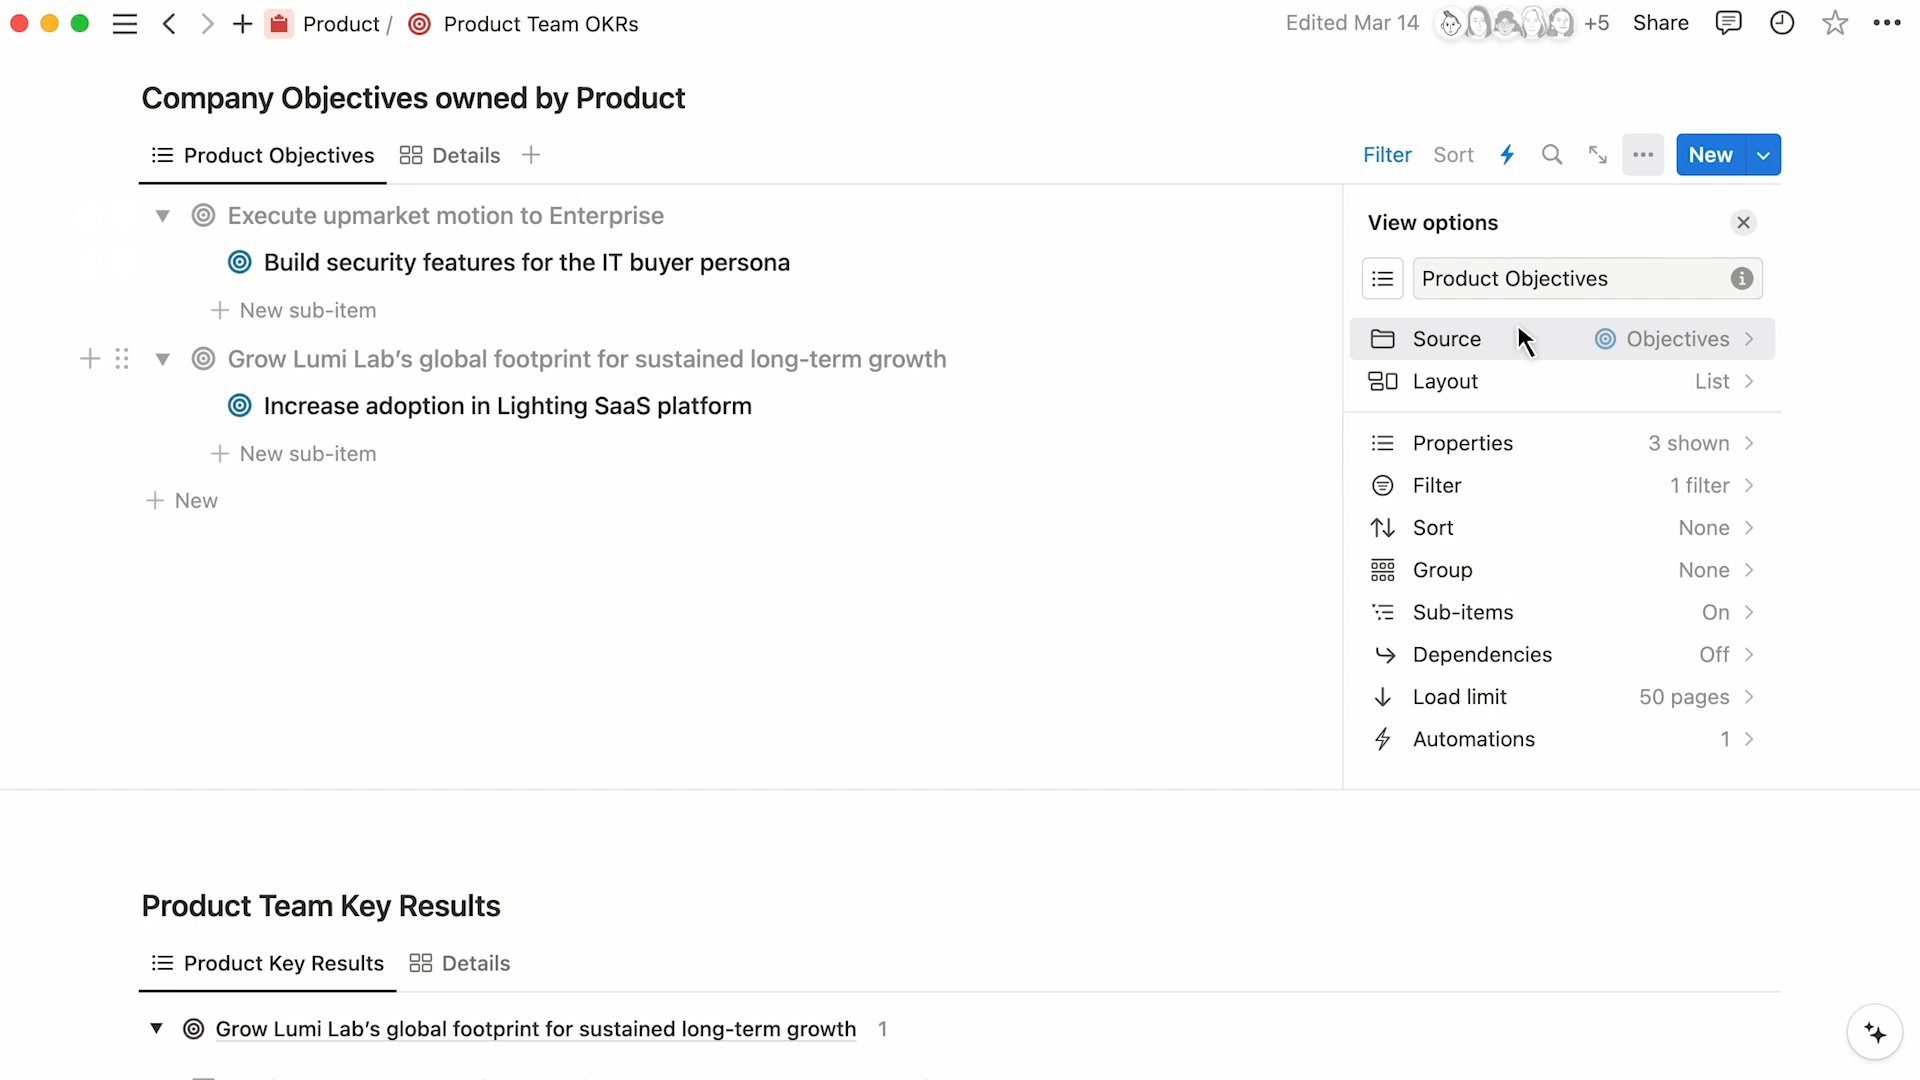 Product / Product Team OKRs
Edited Mar 14 +5 Share
Company Objectives owned by Product
Product Objectives Details
Filter Sort New
Execute upmarket motion to Enterprise
Build security features for the IT buyer persona
New sub-item
Grow Lumi Lab’s global footprint for sustained long-term growth
Increase adoption in Lighting SaaS platform
New sub-item
New
View options
Product Objectives
Source Objectives
Layout List
Properties 3 shown
Filter 1 filter
Sort None
Group None
Sub-items On
Dependencies Off
Load limit 50 pages
Automations 1
Product Team Key Results
Product Key Results Details
Grow Lumi Lab’s global footprint for sustained long-term growth 1